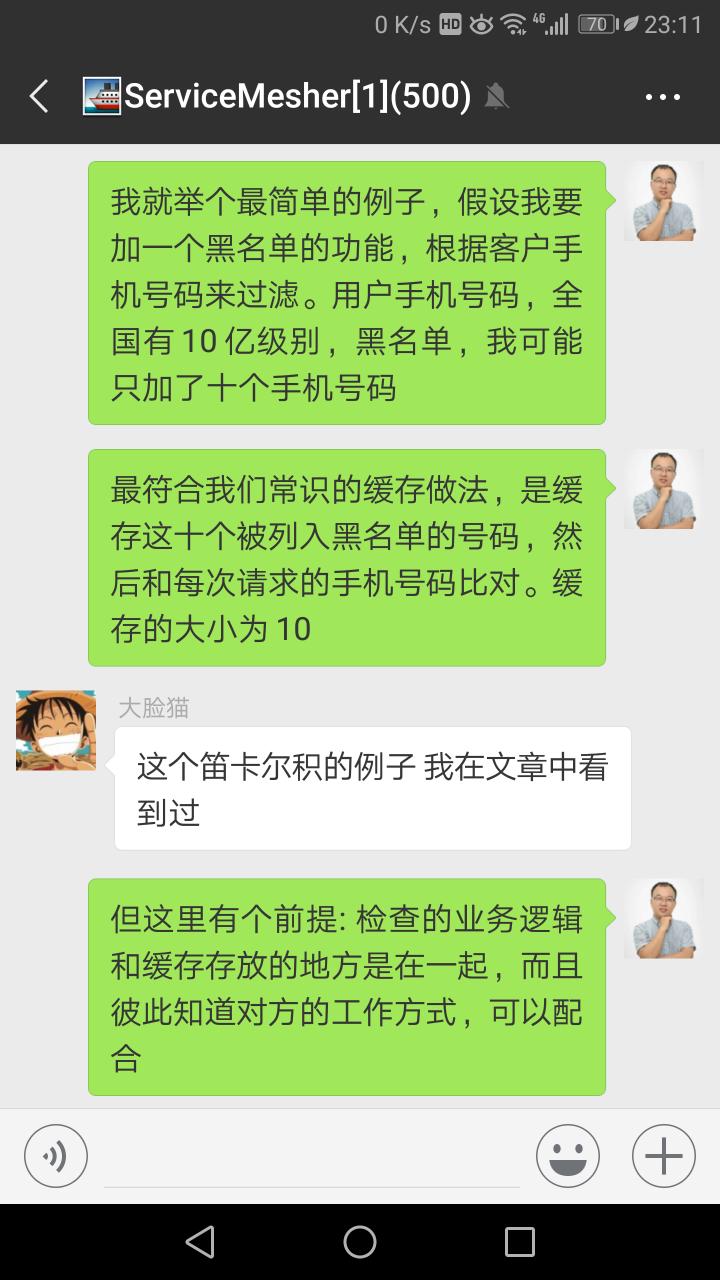 0 K/s HD 4G 70 23:11
ServiceMesher[1](500)
我就举个最简单的例子，假设我要
加一个黑名单的功能，根据客户手
机号码来过滤。用户手机号码，全
国有 10 亿级别，黑名单，我可能
只加了十个手机号码
最符合我们常识的缓存做法，是缓
存这十个被列入黑名单的号码，然
后和每次请求的手机号码比对。缓
存的大小为 10
大脸猫
这个笛卡尔积的例子 我在文章中看
到过
但这里有个前提: 检查的业务逻辑
和缓存存放的地方是在一起，而且
彼此知道对方的工作方式，可以配
合